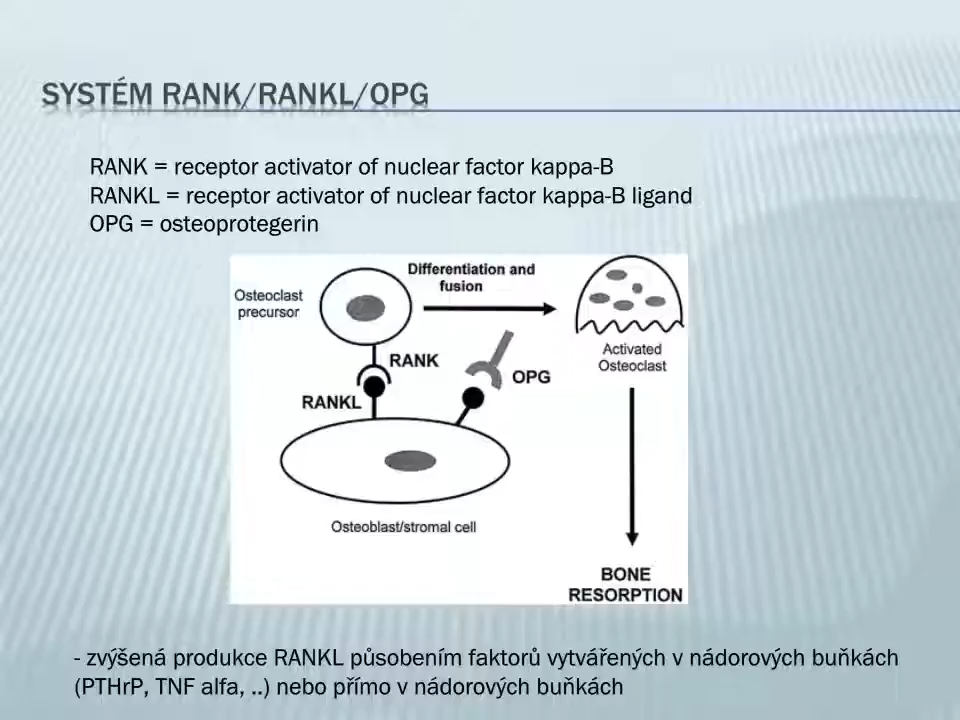 SYSTÉM RANK/RANKL/OPG
RANK = receptor activator of nuclear factor kappa-B
RANKL = receptor activator of nuclear factor kappa-B ligand
OPG = osteoprotegerin
Differentiation and
fusion
Osteoclast
precursor
Activated
Osteoclast
RANK
OPG
RANKL
Osteoblast/stromal cell
BONE
RESORPTION
- zvýšená produkce RANKL působením faktorů vytvářených v nádorových buňkách
(PTHrP, TNF alfa, ..) nebo přímo v nádorových buňkách